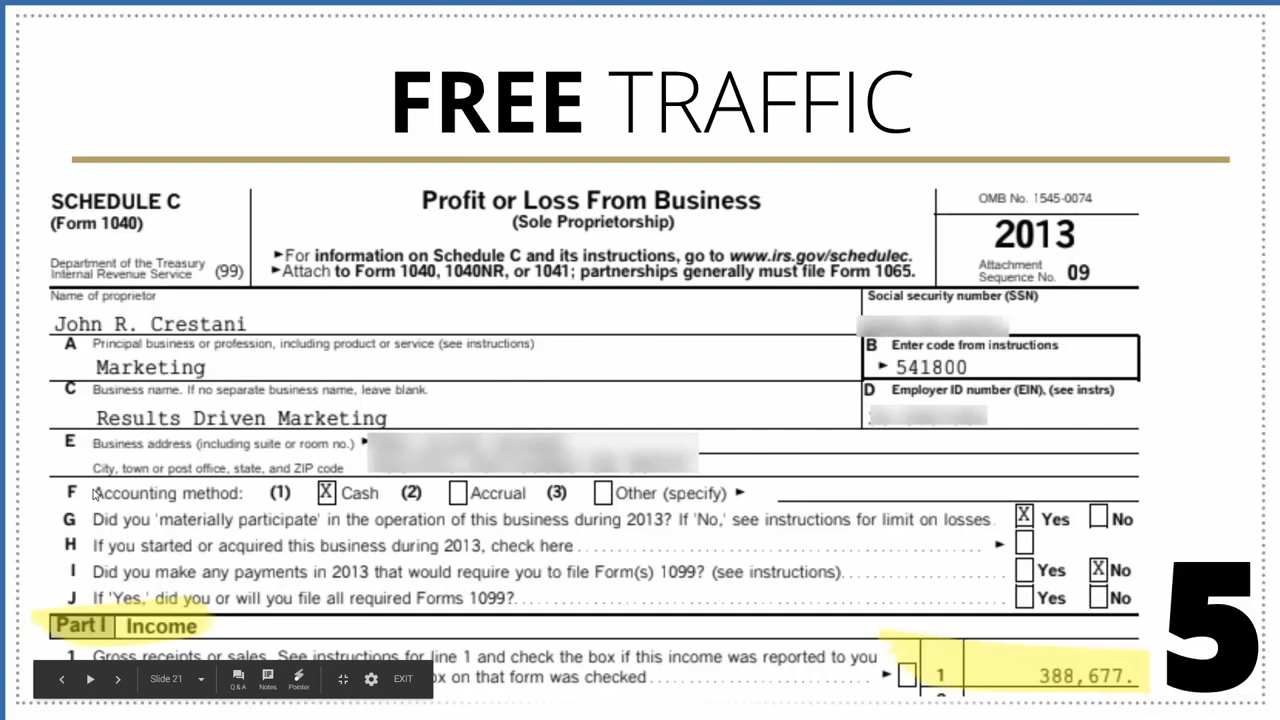 FREE TRAFFIC
SCHEDULE C
(Form 1040)
Department of the Treasury
Internal Revenue Service (99)
Profit or Loss From Business
(Sole Proprietorship)
►For information on Schedule C and its instructions, go to www.irs.gov/schedulec.
►Attach to Form 1040, 1040NR, or 1041; partnerships generally must file Form 1065.
OMB No. 1545-0074
2013
Attachment
Sequence No. 09
Name of proprietor
John R. Crestani
Social security number (SSN)
A Principal business or profession, including product or service (see instructions)
Marketing
B Enter code from instructions
► 541800
C Business name. If no separate business name, leave blank.
Results Driven Marketing
D Employer ID number (EIN), (see instrs)
E Business address (including suite or room no.) ►
City, town or post office, state, and ZIP code
F Accounting method: (1) X Cash (2) Accrual (3) Other (specify) ►
G Did you 'materially participate' in the operation of this business during 2013? If 'No,' see instructions for limit on losses. X Yes No
H If you started or acquired this business during 2013, check here ►
I Did you make any payments in 2013 that would require you to file Form(s) 1099? (see instructions) Yes X No
J If 'Yes,' did you or will you file all required Forms 1099? Yes No
Part I Income
1 Gross receipts or sales. See instructions for line 1 and check the box if this income was reported to you
on that form was checked ► 1 388,677.
5
Slide 21 Q & A Notes Pointer EXIT